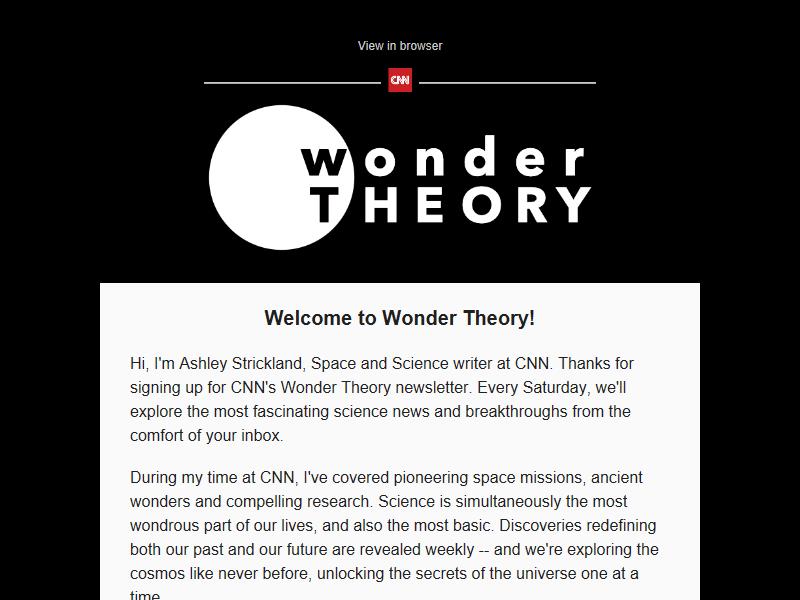 View in browser
CNN
wonder
THEORY
Welcome to Wonder Theory!
Hi, I'm Ashley Strickland, Space and Science writer at CNN. Thanks for
signing up for CNN's Wonder Theory newsletter. Every Saturday, we'll
explore the most fascinating science news and breakthroughs from the
comfort of your inbox.
During my time at CNN, I've covered pioneering space missions, ancient
wonders and compelling research. Science is simultaneously the most
wondrous part of our lives, and also the most basic. Discoveries redefining
both our past and our future are revealed weekly -- and we're exploring the
cosmos like never before, unlocking the secrets of the universe one at a
time.